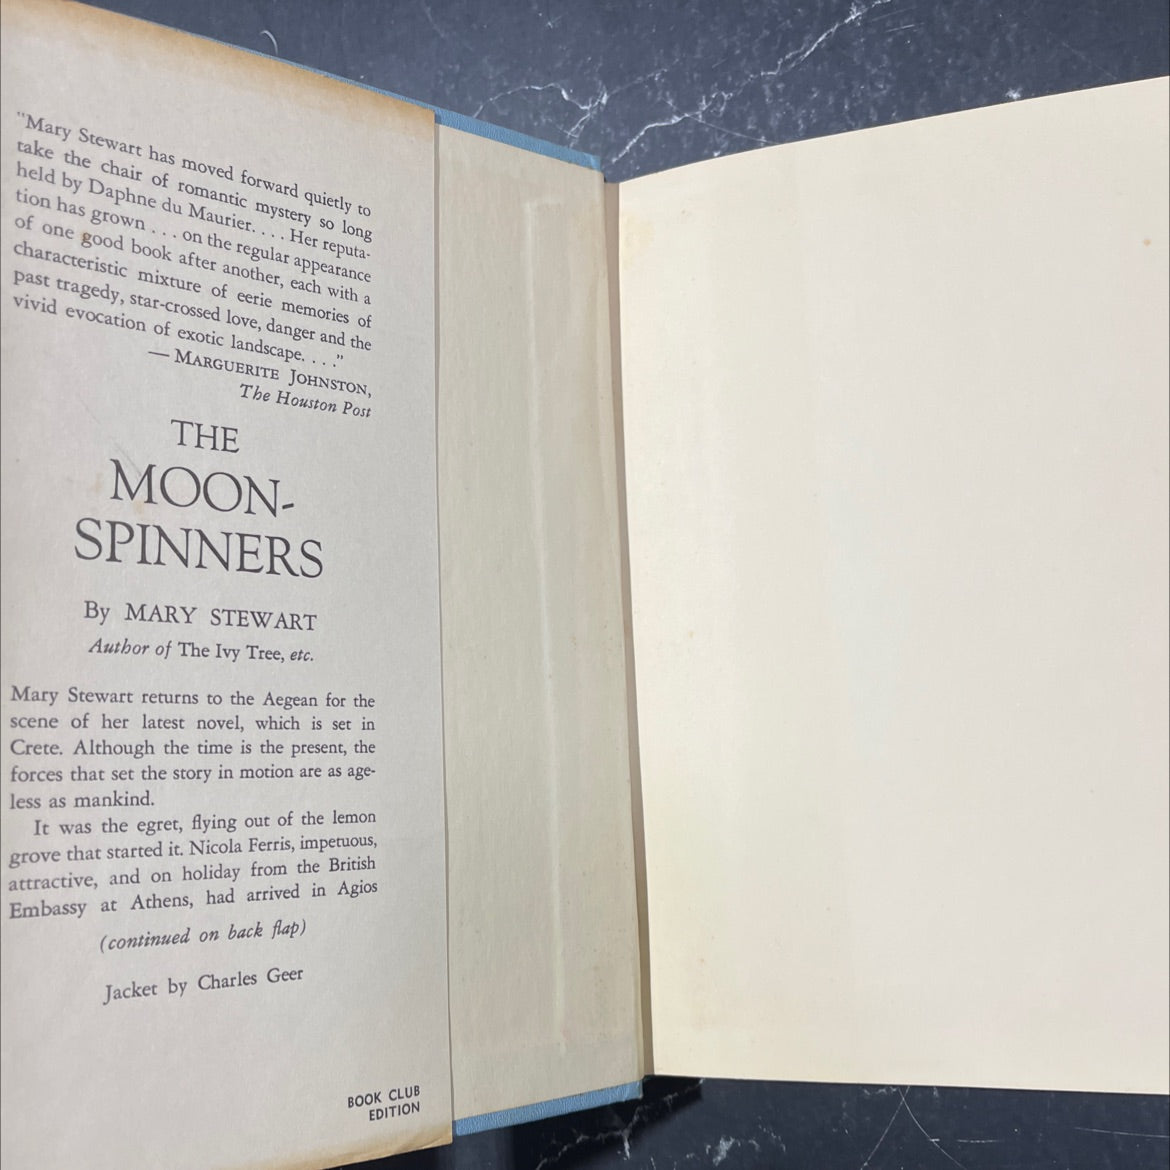 "Mary Stewart has moved forward quietly to
take the chair of romantic mystery so long
held by Daphne du Maurier. . . . Her reputa-
tion has grown . . . on the regular appearance
of one good book after another, each with a
characteristic mixture of eerie memories of
past tragedy, star-crossed love, danger and the
vivid evocation of exotic landscape. . . ."
— MARGUERITE JOHNSTON,
The Houston Post
THE
MOON-
SPINNERS
By MARY STEWART
Author of The Ivy Tree, etc.
Mary Stewart returns to the Aegean for the
scene of her latest novel, which is set in
Crete. Although the time is the present, the
forces that set the story in motion are as age-
less as mankind.
It was the egret, flying out of the lemon
grove that started it. Nicola Ferris, impetuous,
attractive, and on holiday from the British
Embassy at Athens, had arrived in Agios
(continued on back flap)
Jacket by Charles Geer
BOOK CLUB
EDITION